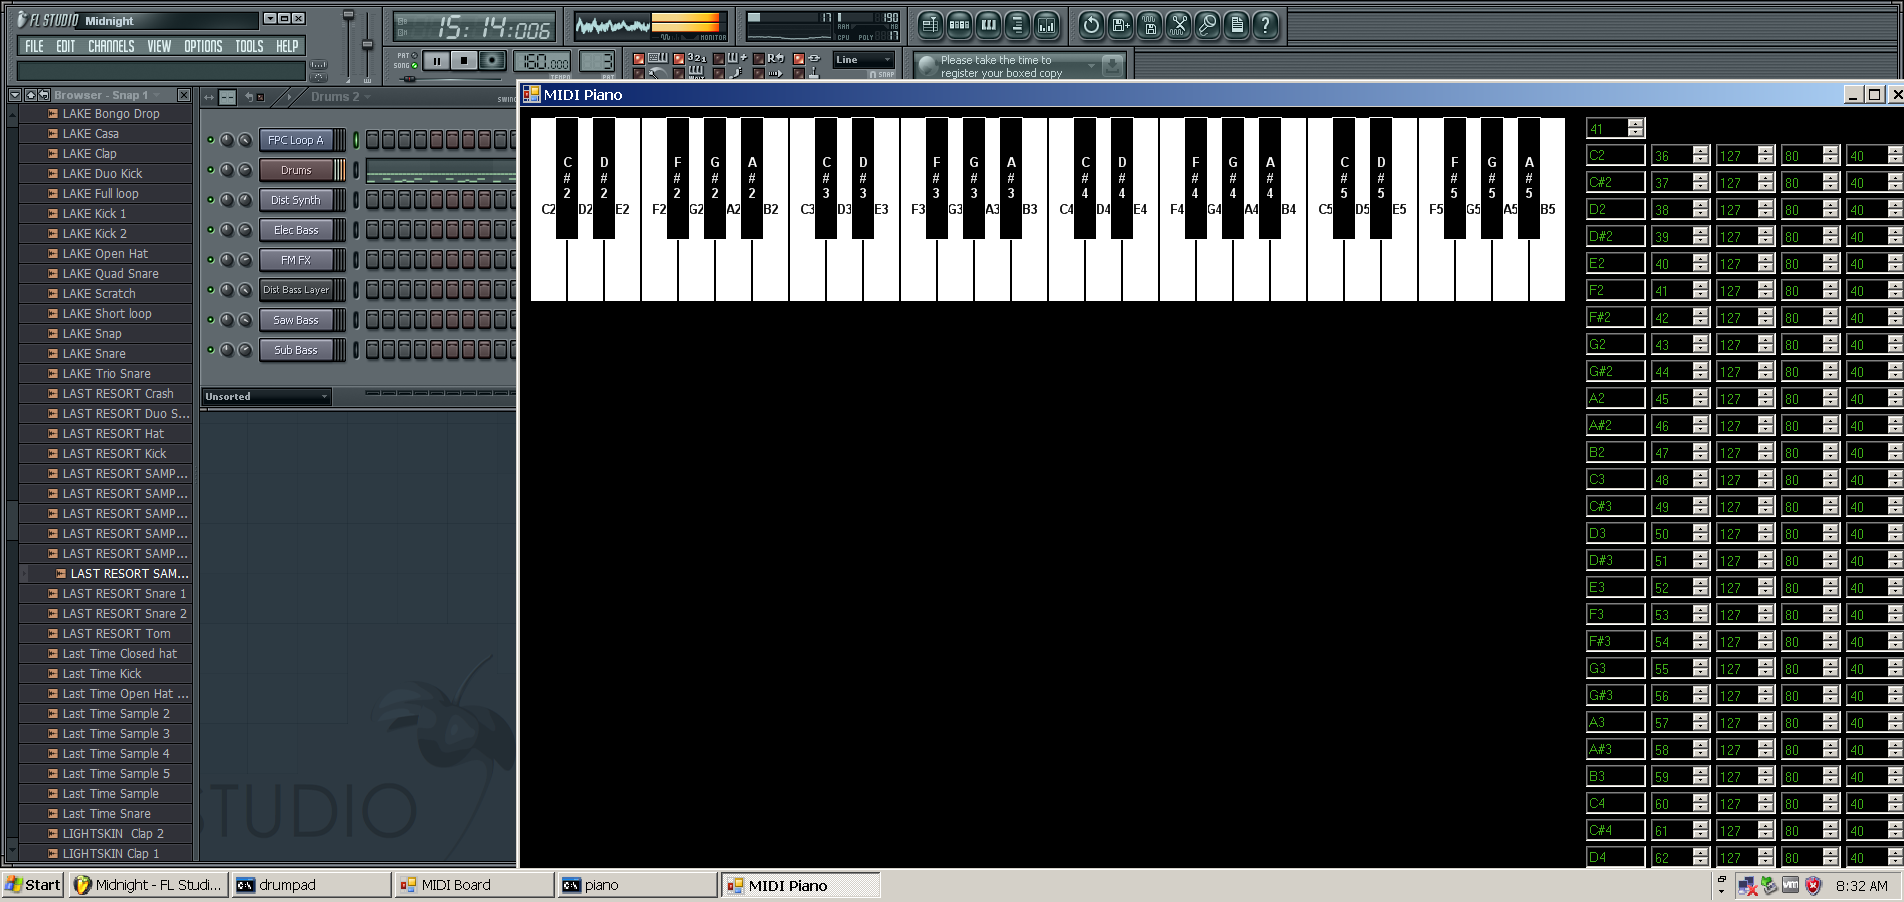 FL STUDIO Midnight
FILE EDIT CHANNELS VIEW OPTIONS TOOLS HELP
15:14:006
MONITOR
17
190
RAM
CPU POLY
17
PAT
SONG
160.000
TEMPO
3
PAT
321
Line
SNAP
Please take the time to
register your boxed copy
Browser - Snap 1
LAKE Bongo Drop
LAKE Casa
LAKE Clap
LAKE Duo Kick
LAKE Full loop
LAKE Kick 1
LAKE Kick 2
LAKE Open Hat
LAKE Quad Snare
LAKE Scratch
LAKE Short loop
LAKE Snap
LAKE Snare
LAKE Trio Snare
LAST RESORT Crash
LAST RESORT Duo S...
LAST RESORT Hat
LAST RESORT Kick
LAST RESORT SAMP...
LAST RESORT SAMP...
LAST RESORT SAMP...
LAST RESORT SAMP...
LAST RESORT SAMP...
LAST RESORT SAM...
LAST RESORT Snare 1
LAST RESORT Snare 2
LAST RESORT Tom
Last Time Closed hat
Last Time Kick
Last Time Open Hat ...
Last Time Sample 2
Last Time Sample 3
Last Time Sample 4
Last Time Sample 5
Last Time Sample
Last Time Snare
LIGHTSKIN  Clap 2
LIGHTSKIN Clap 1
Drums 2
SWING
FPC Loop A
Drums
Dist Synth
Elec Bass
FM FX
Dist Bass Layer
Saw Bass
Sub Bass
Unsorted
STUDIO
MIDI Piano
C#2 D#2 F#2 G#2 A#2 C#3 D#3 F#3 G#3 A#3 C#4 D#4 F#4 G#4 A#4 C#5 D#5 F#5 G#5 A#5
C2 D2 E2 F2 G2 A2 B2 C3 D3 E3 F3 G3 A3 B3 C4 D4 E4 F4 G4 A4 B4 C5 D5 E5 F5 G5 A5 B5
41
C2 36 127 80 40
C#2 37 127 80 40
D2 38 127 80 40
D#2 39 127 80 40
E2 40 127 80 40
F2 41 127 80 40
F#2 42 127 80 40
G2 43 127 80 40
G#2 44 127 80 40
A2 45 127 80 40
A#2 46 127 80 40
B2 47 127 80 40
C3 48 127 80 40
C#3 49 127 80 40
D3 50 127 80 40
D#3 51 127 80 40
E3 52 127 80 40
F3 53 127 80 40
F#3 54 127 80 40
G3 55 127 80 40
G#3 56 127 80 40
A3 57 127 80 40
A#3 58 127 80 40
B3 59 127 80 40
C4 60 127 80 40
C#4 61 127 80 40
D4 62 127 80 40
Start
Midnight - FL Studi...
drumpad
MIDI Board
piano
MIDI Piano
vm
8:32 AM